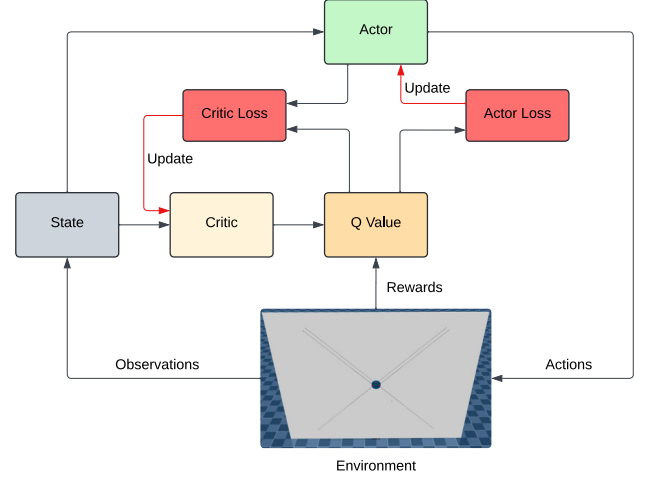 Actor
Update
Critic Loss
Actor Loss
Update
State
Critic
Q Value
Rewards
Observations
Actions
Environment